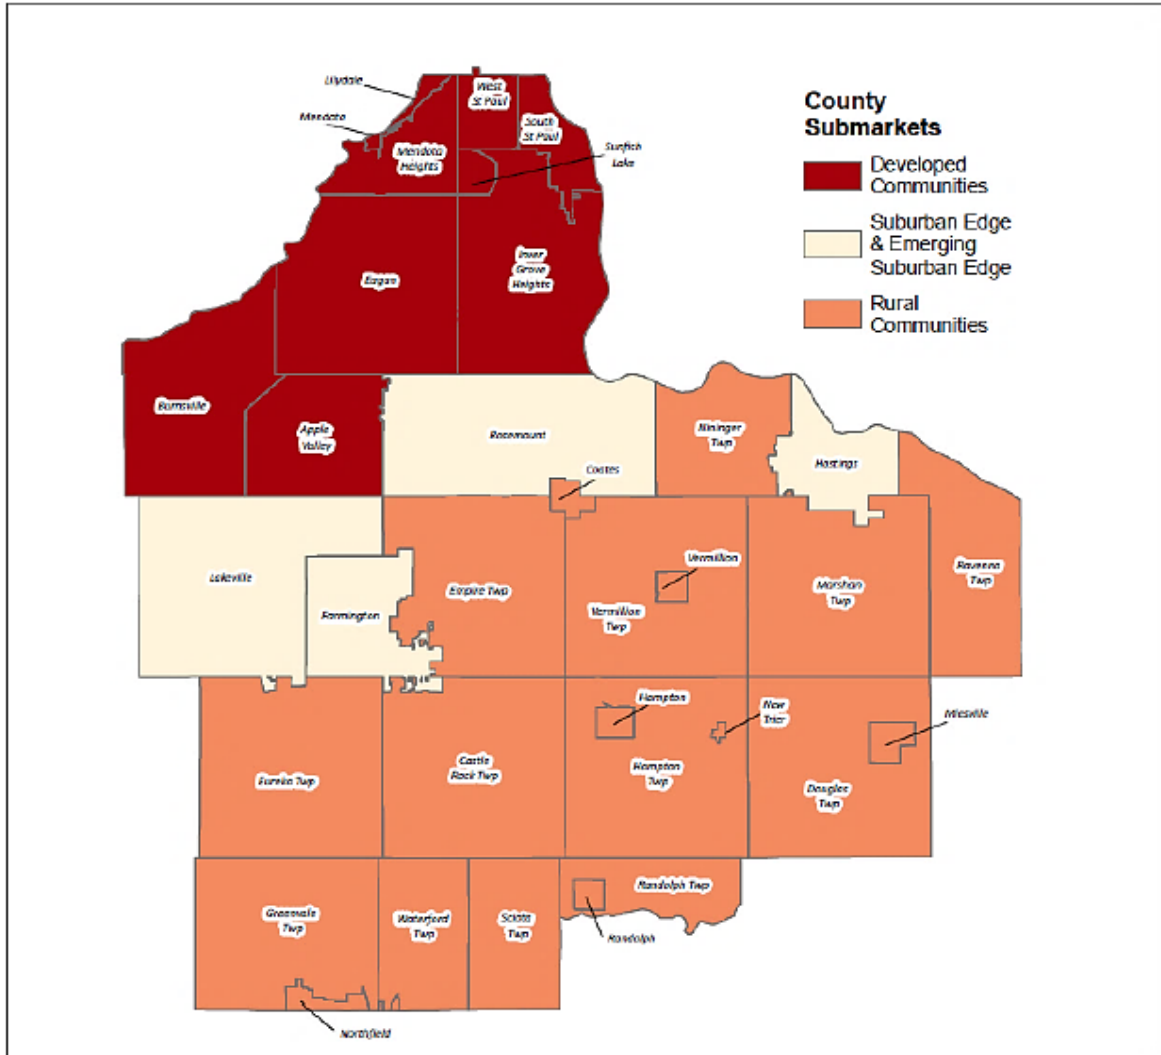 Lilydale
West
St Paul
Mendota
South
St Paul
Mendota
Heights
Sunfish
Lake
County
Submarkets
Developed
Communities
Suburban Edge
& Emerging
Suburban Edge
Rural
Communities
Inver
Grove
Heights
Eagan
Burnsville
Apple
Valley
Rosemount
Nininger
Twp
Coates
Hastings
Lakeville
Farmington
Empire Twp
Vermillion
Vermillion
Twp
Marshan
Twp
Ravenna
Twp
Hampton
New
Trier
Miesville
Eureka Twp
Castle
Rock Twp
Hampton
Twp
Douglas
Twp
Greenvale
Twp
Waterford
Twp
Sciota
Twp
Randolph Twp
Randolph
Northfield